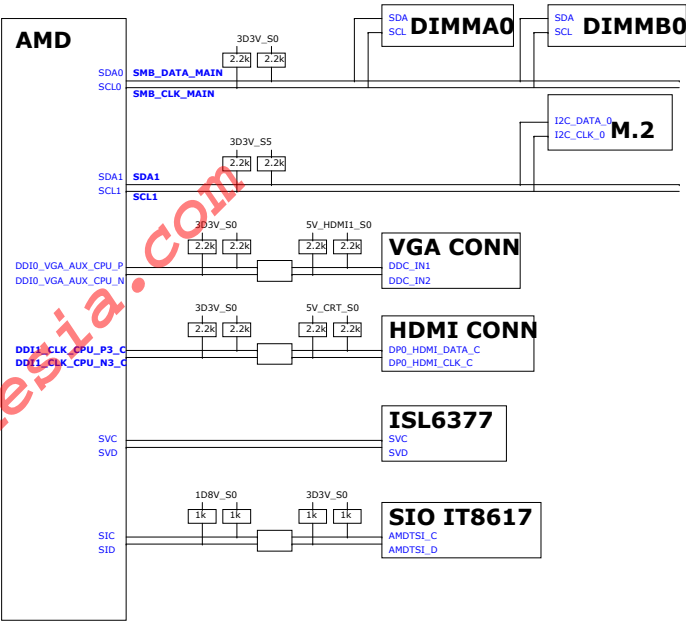 AMD
SDA
SCL
DIMMA0
SDA
SCL
DIMMB0
3D3V_S0
2.2k 2.2k
SDA0 SMB_DATA_MAIN
SCL0
SMB_CLK_MAIN
I2C_DATA_0
I2C_CLK_0
M.2
3D3V_S5
2.2k 2.2k
SDA1 SDA1
SCL1
SCL1
3D3V_S0
2.2k 2.2k
5V_HDMI1_S0
2.2k 2.2k
VGA CONN
DDI0_VGA_AUX_CPU_P
DDI0_VGA_AUX_CPU_N
DDC_IN1
DDC_IN2
3D3V_S0
2.2k 2.2k
5V_CRT_S0
2.2k 2.2k
HDMI CONN
DDI1_CLK_CPU_P3_C
DDI1_CLK_CPU_N3_C
DP0_HDMI_DATA_C
DP0_HDMI_CLK_C
ISL6377
SVC
SVD
SVC
SVD
1D8V_S0
1k 1k
3D3V_S0
1k 1k
SIO IT8617
SIC
SID
AMDTSI_C
AMDTSI_D
esia.com